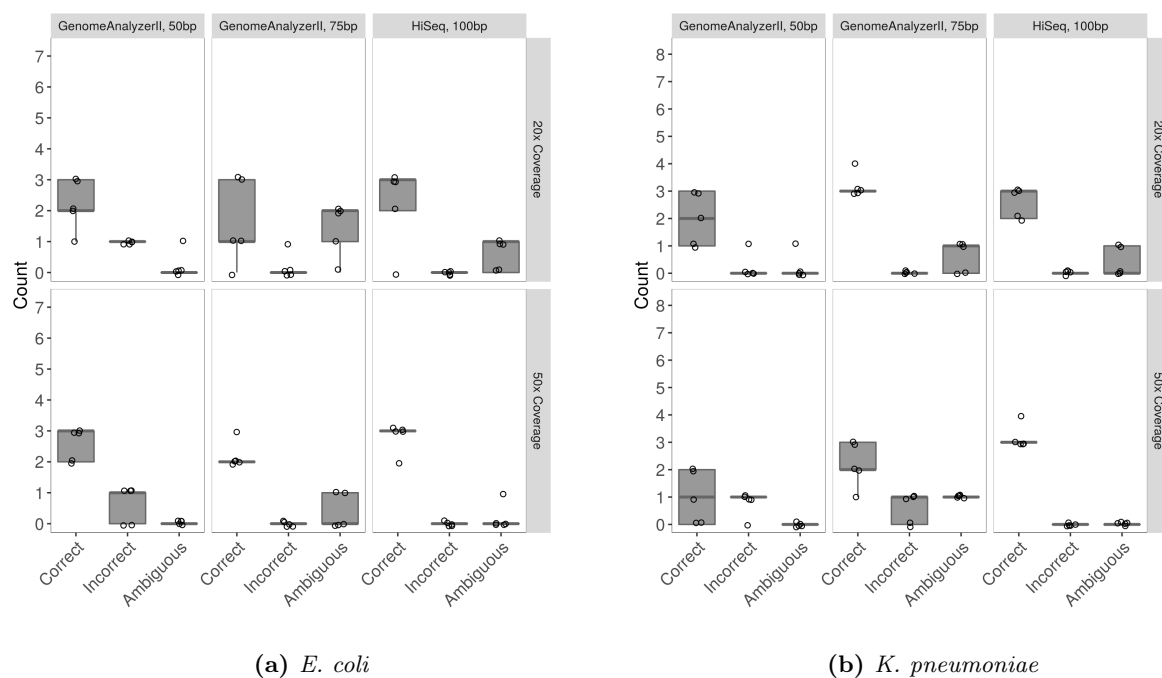 GenomeAnalyzerII, 50bp
GenomeAnalyzerII, 75bp
HiSeq, 100bp
7
6
5
4
3
2
1
0
20x Coverage
Count
7
6
5
4
3
2
1
0
50x Coverage
Correct
Incorrect
Ambiguous
Correct
Incorrect
Ambiguous
Correct
Incorrect
Ambiguous
(a) E. coli
GenomeAnalyzerII, 50bp
GenomeAnalyzerII, 75bp
HiSeq, 100bp
8
7
6
5
4
3
2
1
0
20x Coverage
Count
8
7
6
5
4
3
2
1
0
50x Coverage
Correct
Incorrect
Ambiguous
Correct
Incorrect
Ambiguous
Correct
Incorrect
Ambiguous
(b) K. pneumoniae